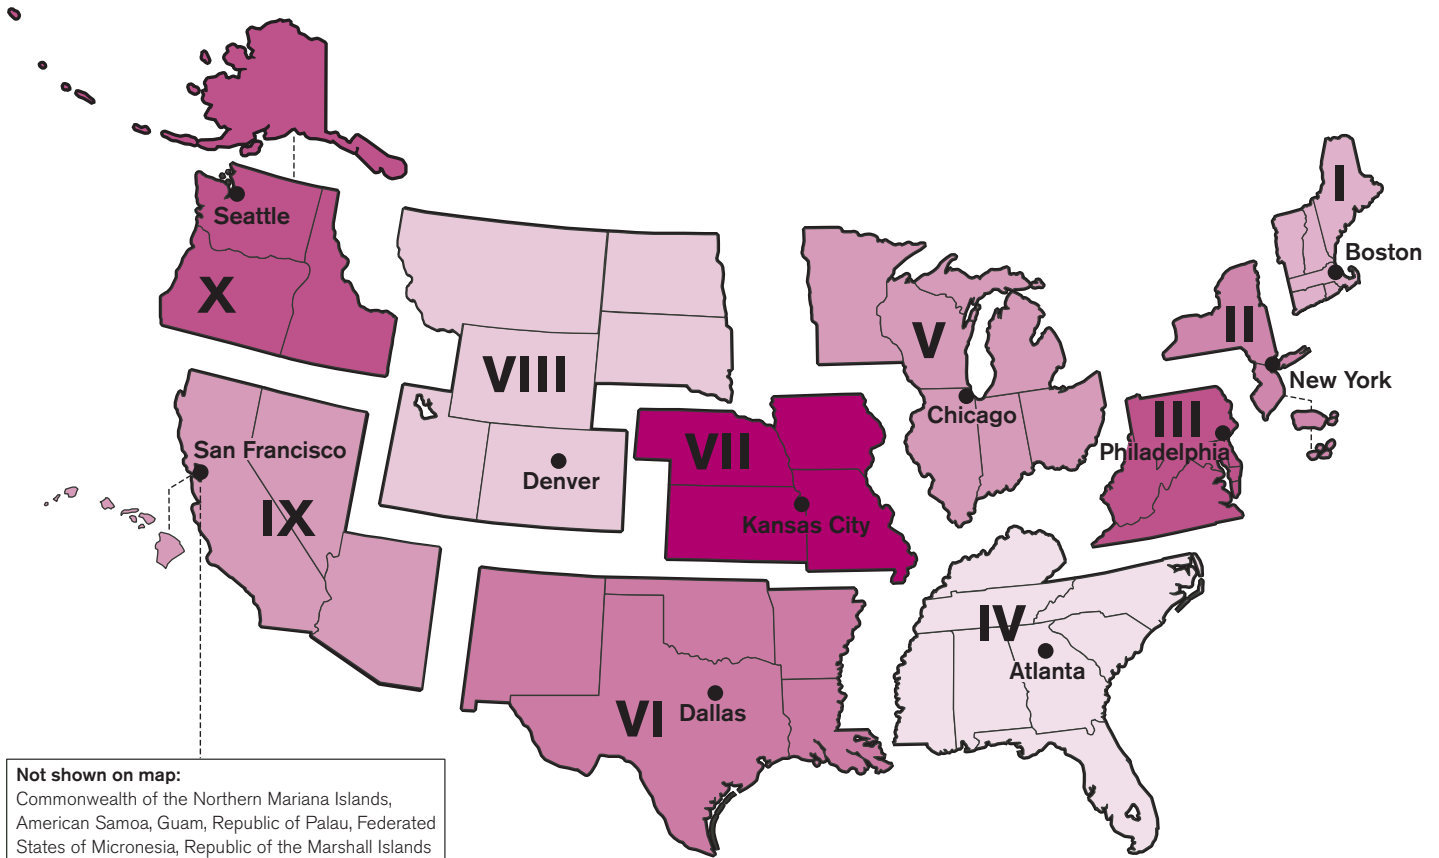 I
Boston
Seattle
X
II
V
VIII
New York
Chicago
III
Philadelphia
San Francisco
VII
Denver
IX
Kansas City
IV
Atlanta
VI
Dallas
Not shown on map:
Commonwealth of the Northern Mariana Islands,
American Samoa, Guam, Republic of Palau, Federated
States of Micronesia, Republic of the Marshall Islands